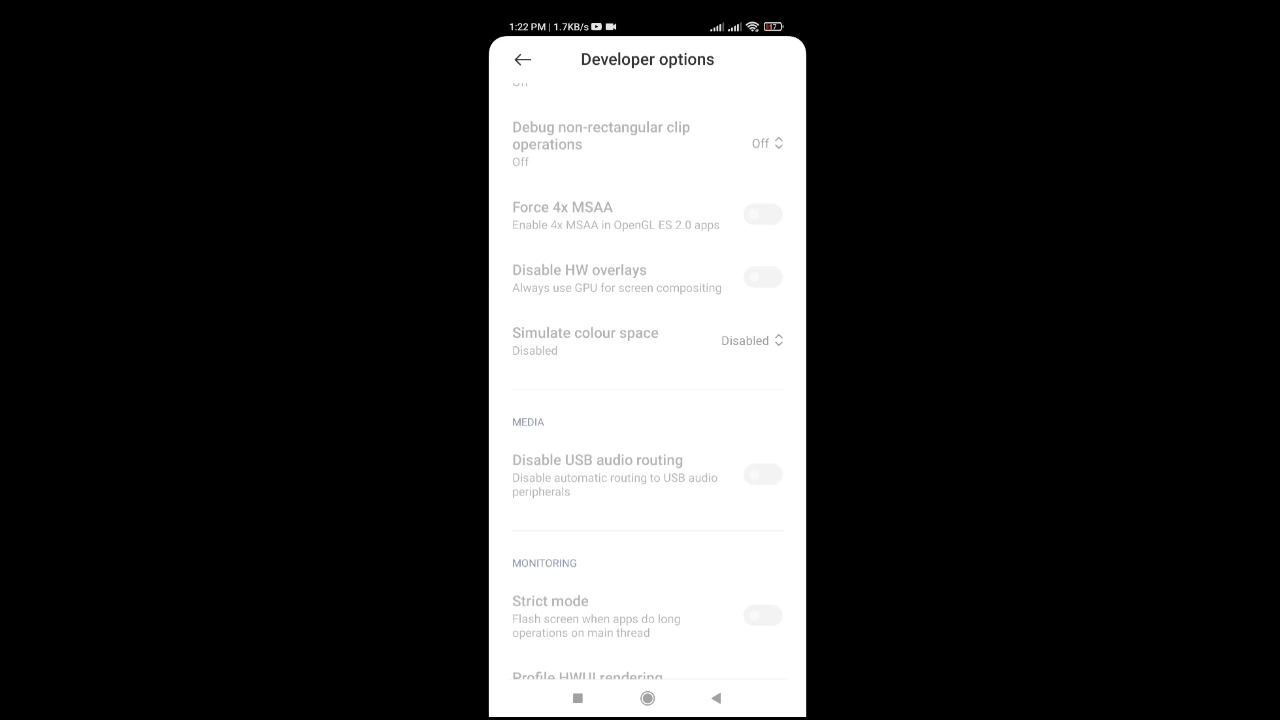 1:22 PM | 1.7KB/s
17
Developer options
Off
Debug non-rectangular clip
operations
Off
Off
Force 4x MSAA
Enable 4x MSAA in OpenGL ES 2.0 apps
Disable HW overlays
Always use GPU for screen compositing
Simulate colour space
Disabled
Disabled
MEDIA
Disable USB audio routing
Disable automatic routing to USB audio
peripherals
MONITORING
Strict mode
Flash screen when apps do long
operations on main thread
Profile HWUI rendering